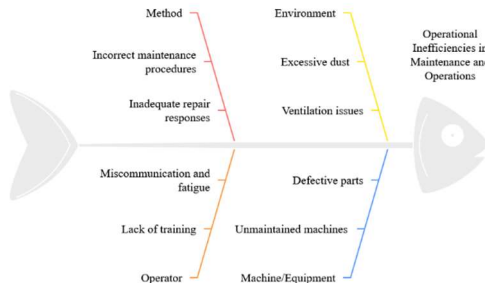 Method
Environment
Operational
Inefficiencies in
Maintenance and
Operations
Incorrect maintenance
procedures
Excessive dust
Inadequate repair
responses
Ventilation issues
Miscommunication and
fatigue
Defective parts
Lack of training
Unmaintained machines
Operator
Machine/Equipment